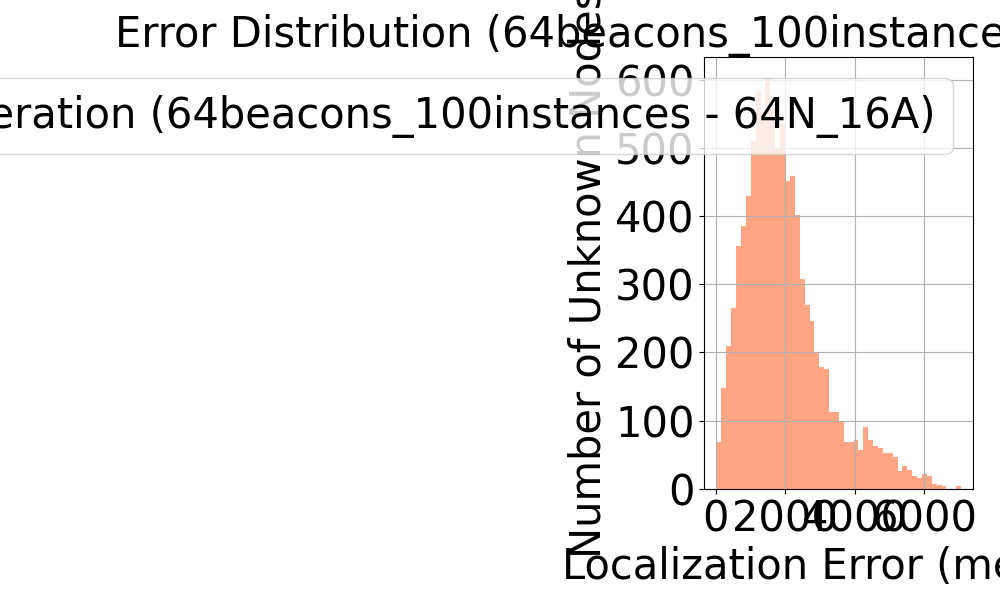 Error Distribution (64beacons_100instance
eration (64beacons_100instances - 64N_16A)
Number of Unknown Nodes
600
500
400
300
200
100
0
0 2000 4000 6000
Localization Error (me